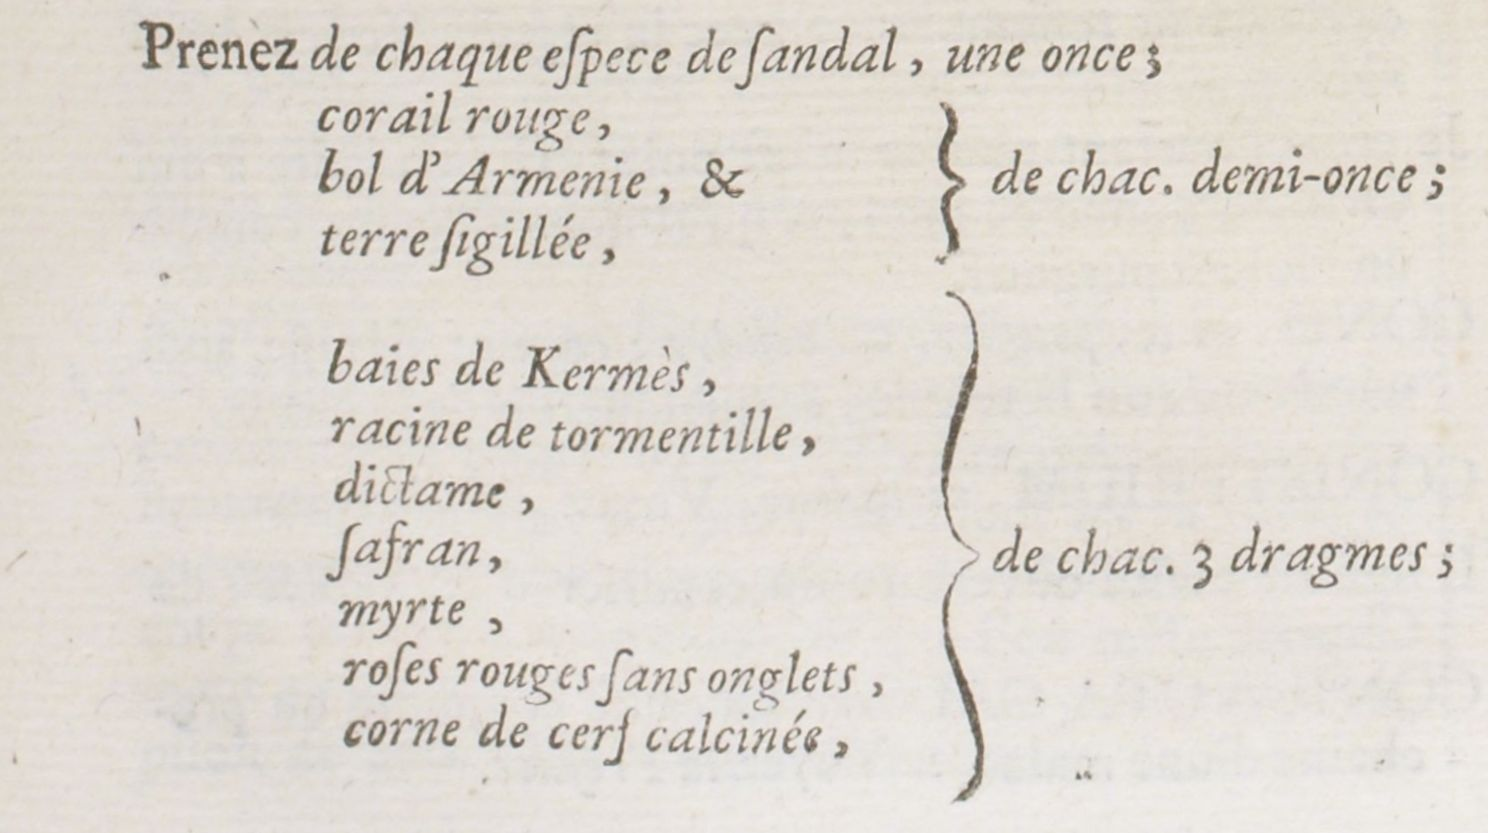 Prenez de chaque eſpece de ſandal, une once;
corail rouge,
bol d'Armenie, &
terre ſigillée,
de chac. demi-once;
baies de Kermès,
racine de tormentille,
dictame,
ſafran,
myrte,
roſes rouges ſans onglets,
corne de cerf calcinée,
de chac. 3 dragmes;